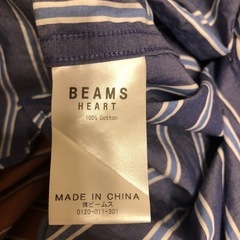 BEAMS
HEART
100% Cotton
MADE IN CHINA
㈱ビームス
0120-011-301